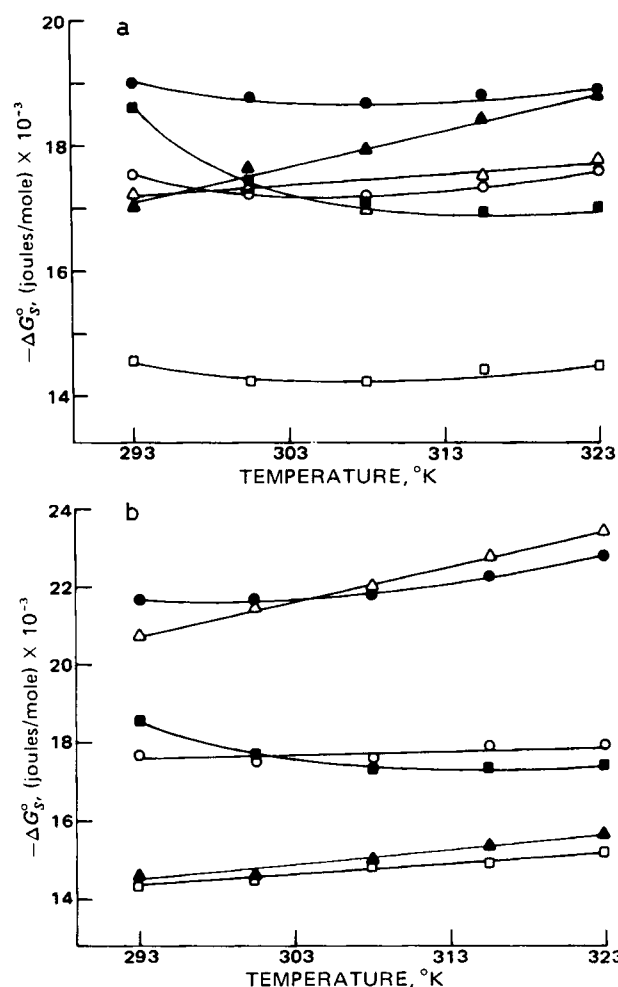 a
20
18
16
14
−ΔG°s, (joules/mole) × 10⁻³
293 303 313 323
TEMPERATURE, °K
b
24
22
20
18
16
14
−ΔG°s, (joules/mole) × 10⁻³
293 303 313 323
TEMPERATURE, °K